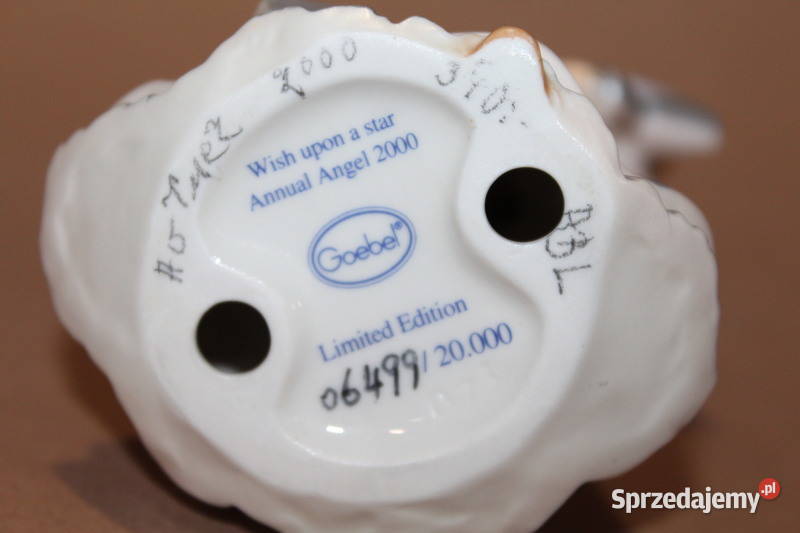 2000
Wish upon a star
Annual Angel 2000
Goebel®
Limited Edition
06499/ 20.000
Sprzedajemy.pl